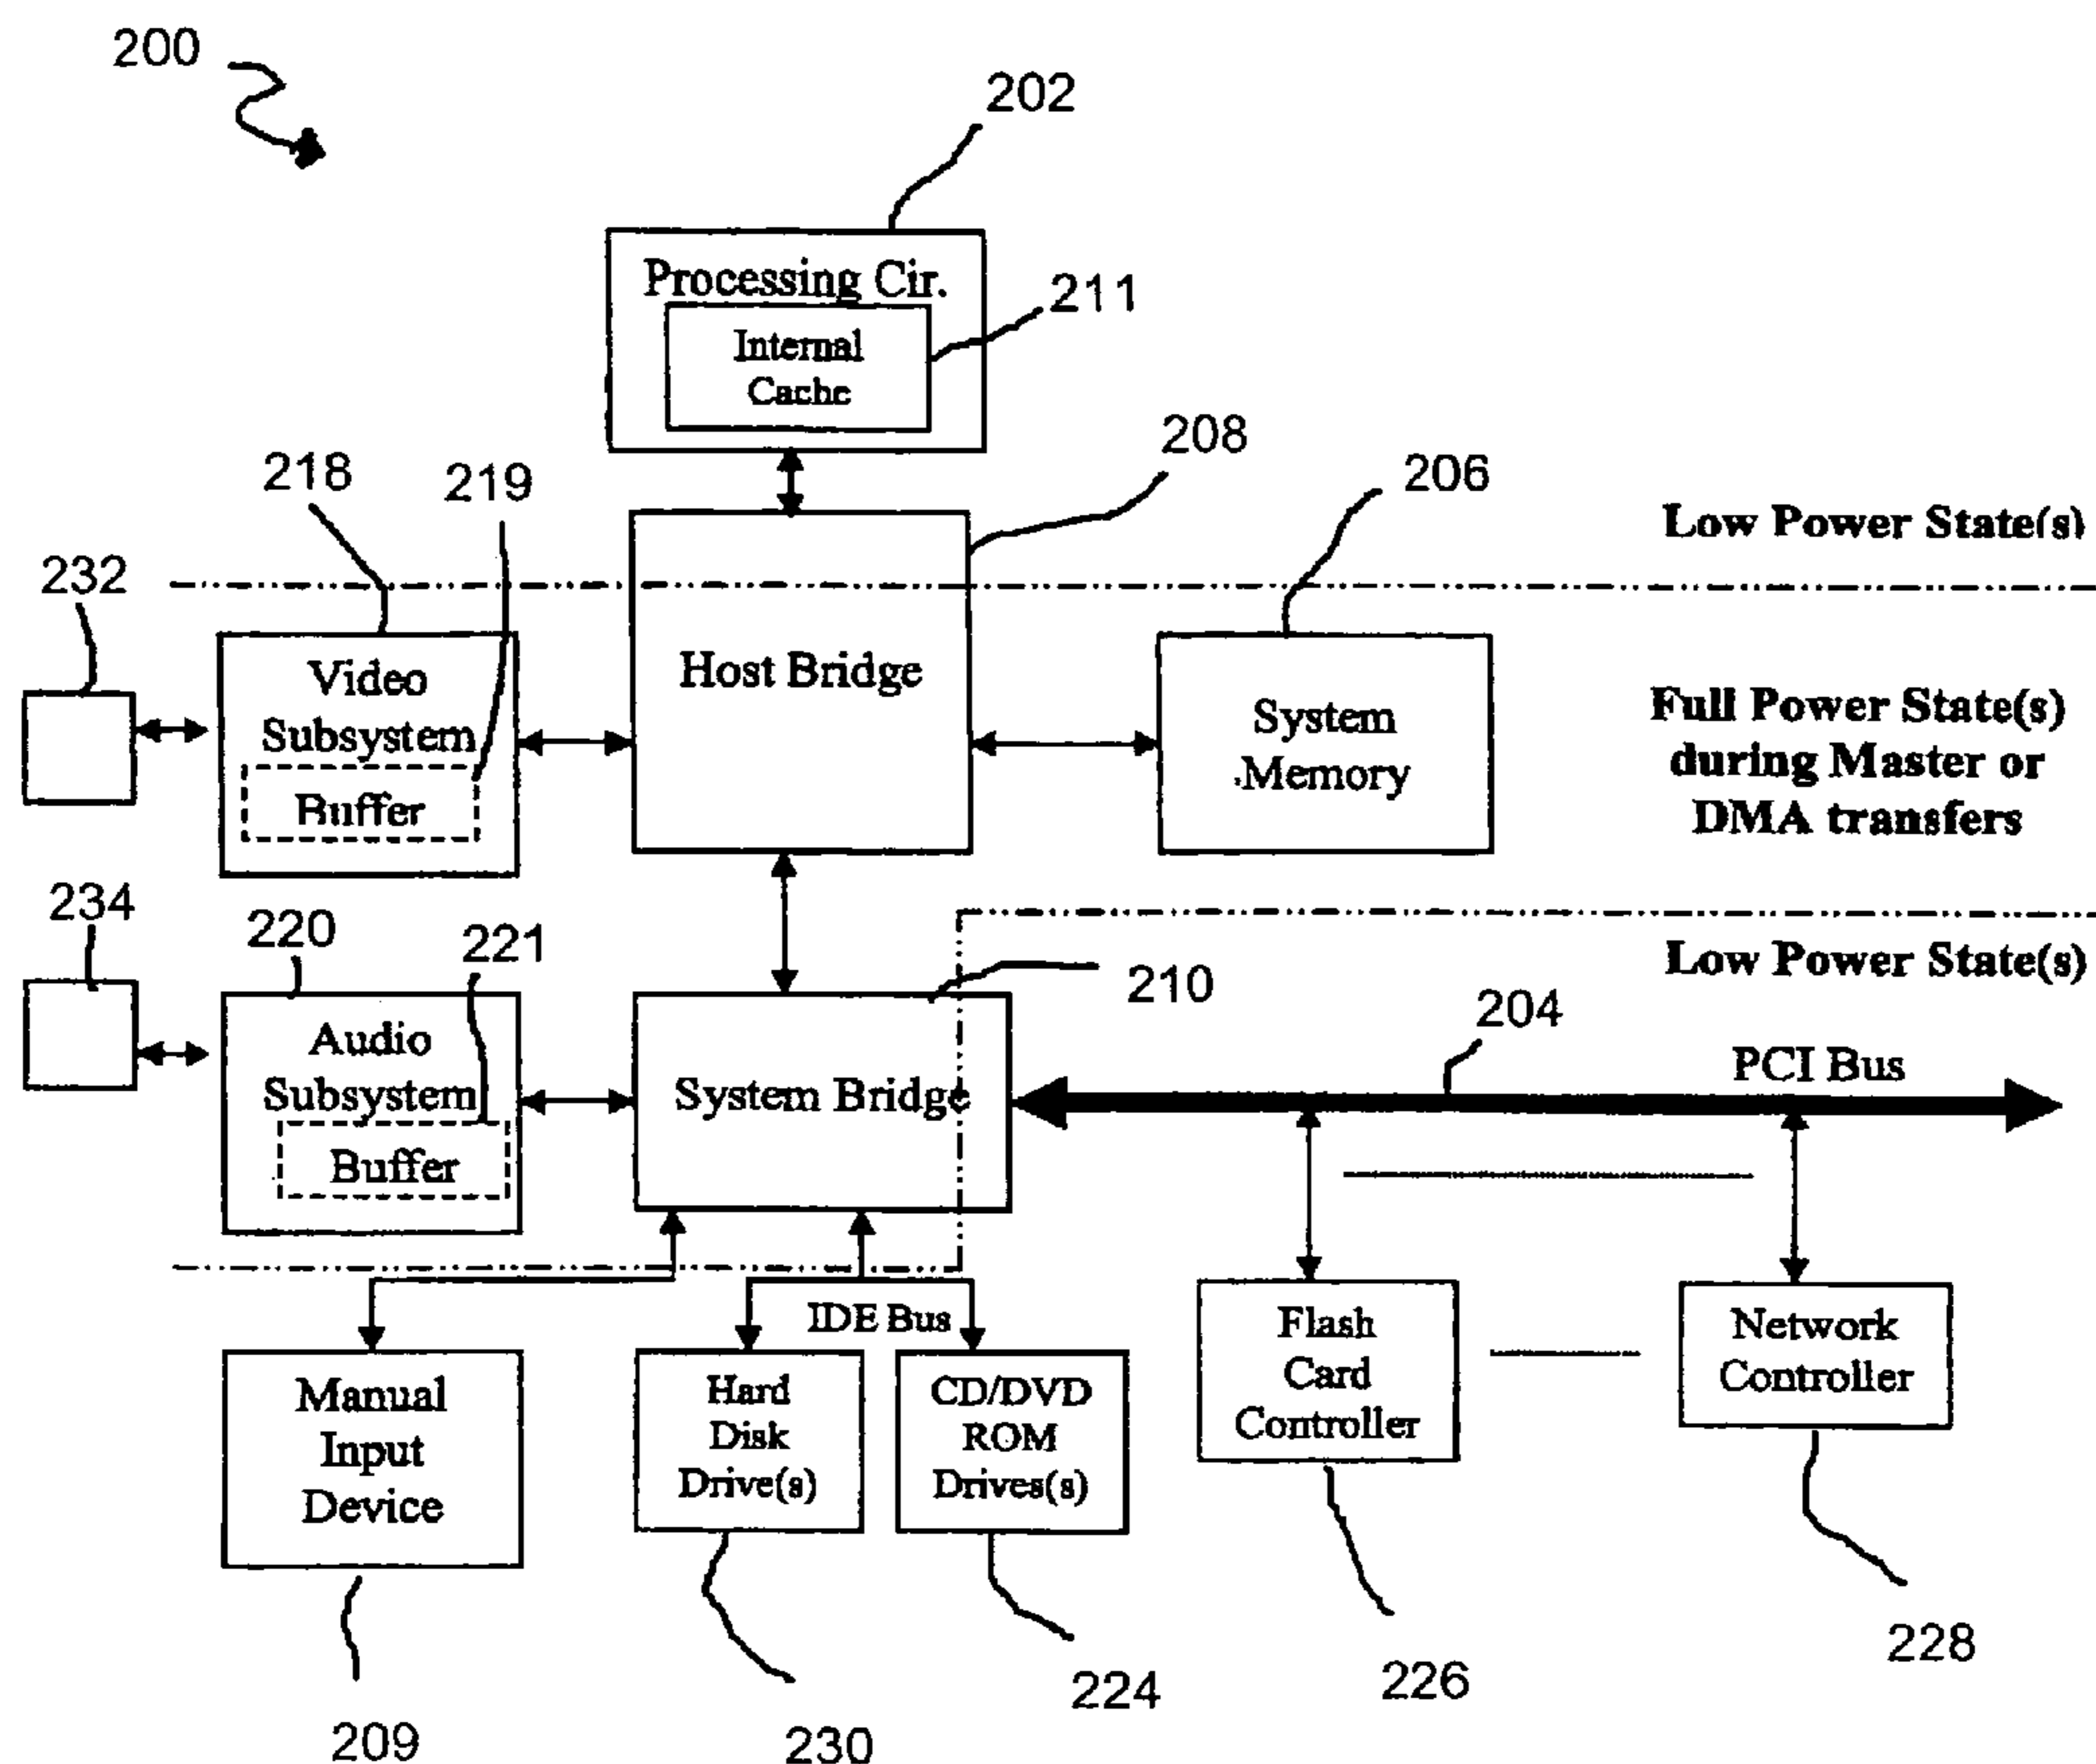 200
202
Processing Cir.
211
Internal
Cache
208
218
219
206
Low Power State(s)
232
Video
Subsystem
Buffer
Host Bridge
System
Memory
Full Power State(s)
during Master or
DMA transfers
234
220
221
210
Low Power State(s)
204
PCI Bus
Audio
Subsystem
Buffer
System Bridge
IDE Bus
Manual
Input
Device
Hard
Disk
Drive(s)
CD/DVD
ROM
Drives(s)
Flash
Card
Controller
Network
Controller
209
230
224
226
228